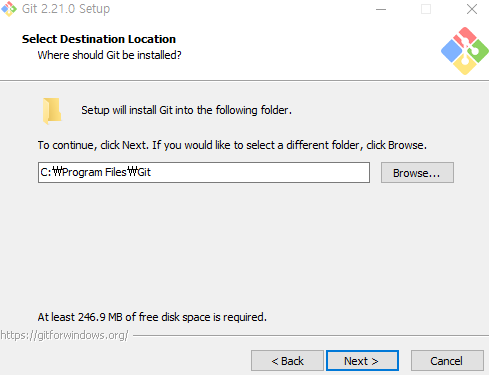 Git 2.21.0 Setup
Select Destination Location
Where should Git be installed?
Setup will install Git into the following folder.
To continue, click Next. If you would like to select a different folder, click Browse.
C:₩Program Files₩Git
Browse...
At least 246.9 MB of free disk space is required.
https://gitforwindows.org/
< Back
Next >
Cancel